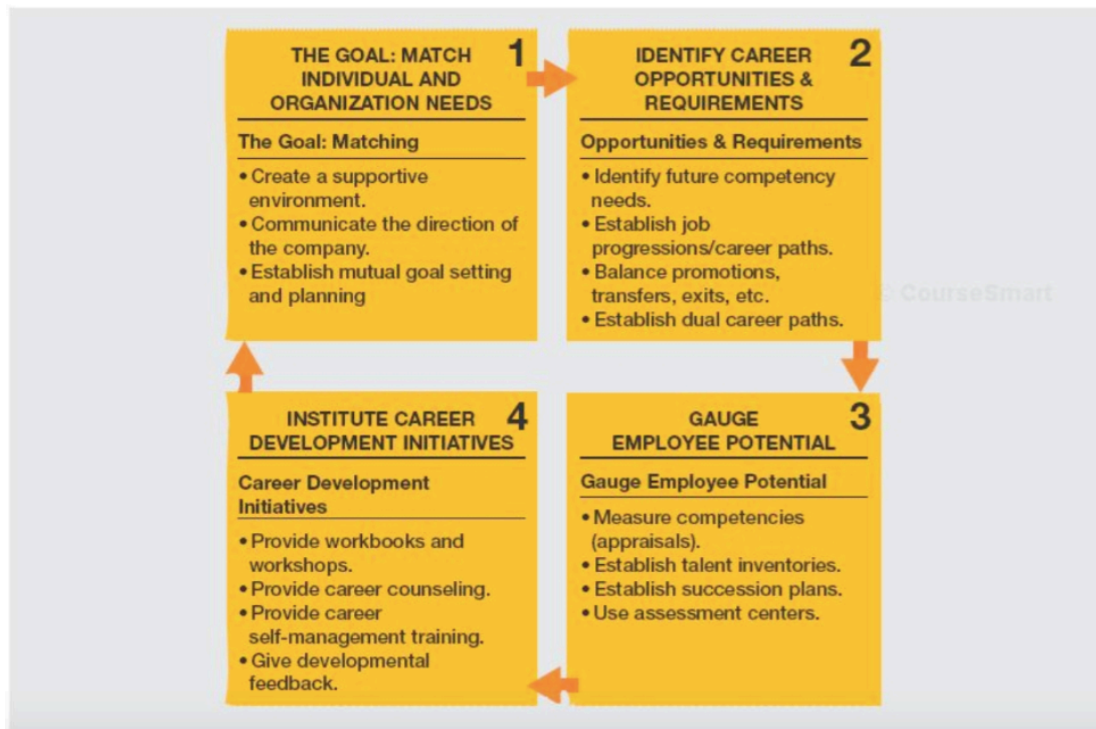 THE GOAL: MATCH
INDIVIDUAL AND
ORGANIZATION NEEDS
1
The Goal: Matching
• Create a supportive
environment.
• Communicate the direction of
the company.
• Establish mutual goal setting
and planning
IDENTIFY CAREER
OPPORTUNITIES &
REQUIREMENTS
2
Opportunities & Requirements
• Identify future competency
needs.
• Establish job
progressions/career paths.
• Balance promotions,
transfers, exits, etc.
• Establish dual career paths.
© CourseSmart
GAUGE
EMPLOYEE POTENTIAL
3
Gauge Employee Potential
• Measure competencies
(appraisals).
• Establish talent inventories.
• Establish succession plans.
• Use assessment centers.
INSTITUTE CAREER
DEVELOPMENT INITIATIVES
4
Career Development
Initiatives
• Provide workbooks and
workshops.
• Provide career counseling.
• Provide career
self-management training.
• Give developmental
feedback.